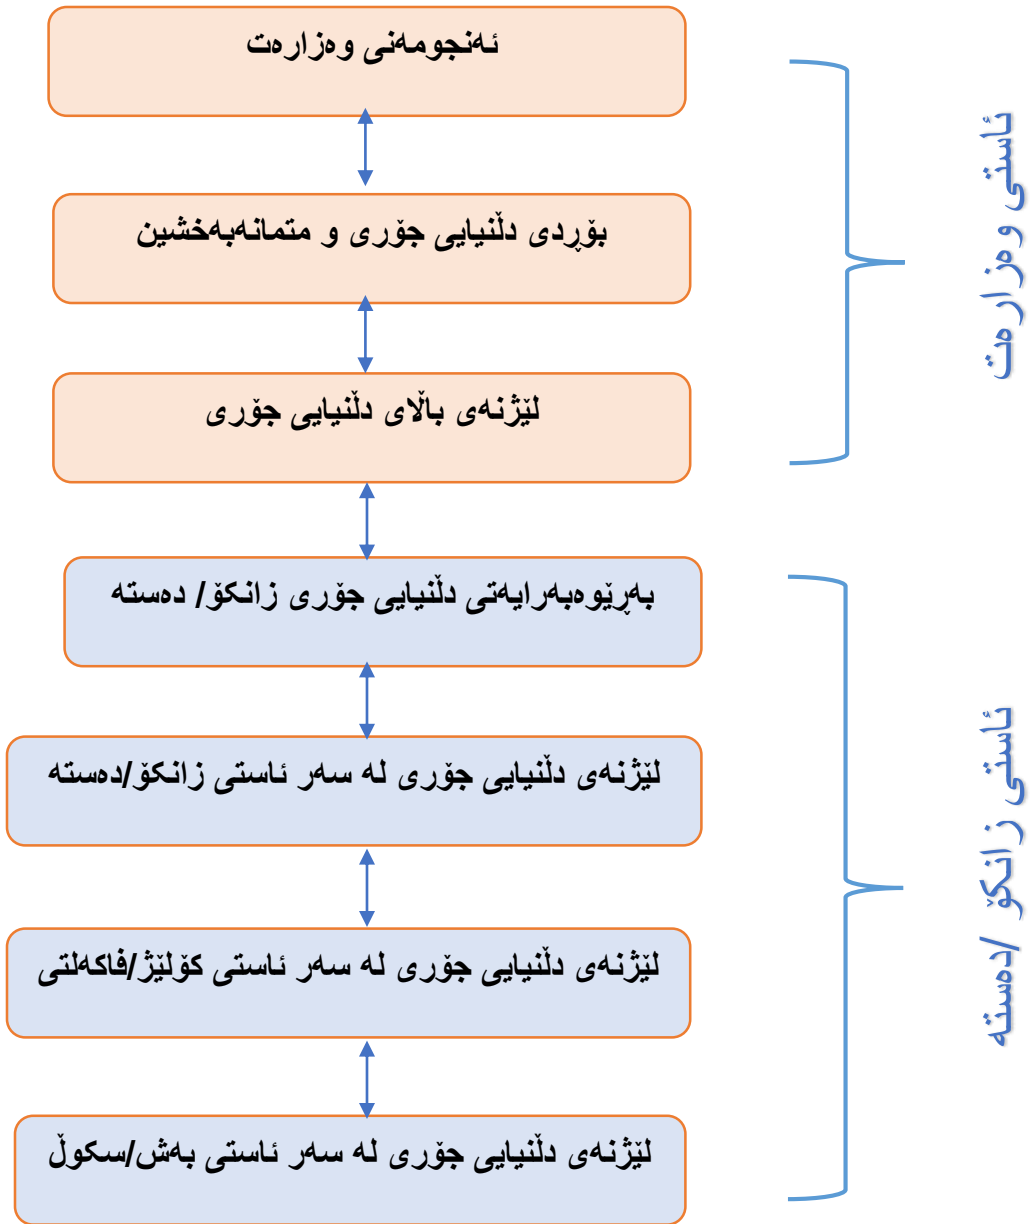 ئەنجومەنی وەزارەت
بۆردی دڵنیایی جۆری و متمانەبەخشین
لێژنەی باڵای دڵنیایی جۆری
ئاستی وەزارەت
بەڕێوەبەرایەتی دڵنیایی جۆری زانکۆ/ دەستە
لێژنەی دڵنیایی جۆری لە سەر ئاستی زانکۆ/دەستە
لێژنەی دڵنیایی جۆری لە سەر ئاستی کۆلێژ/فاکەلتی
لێژنەی دڵنیایی جۆری لە سەر ئاستی بەش/سکوڵ
ئاستی زانکۆ /دەستە